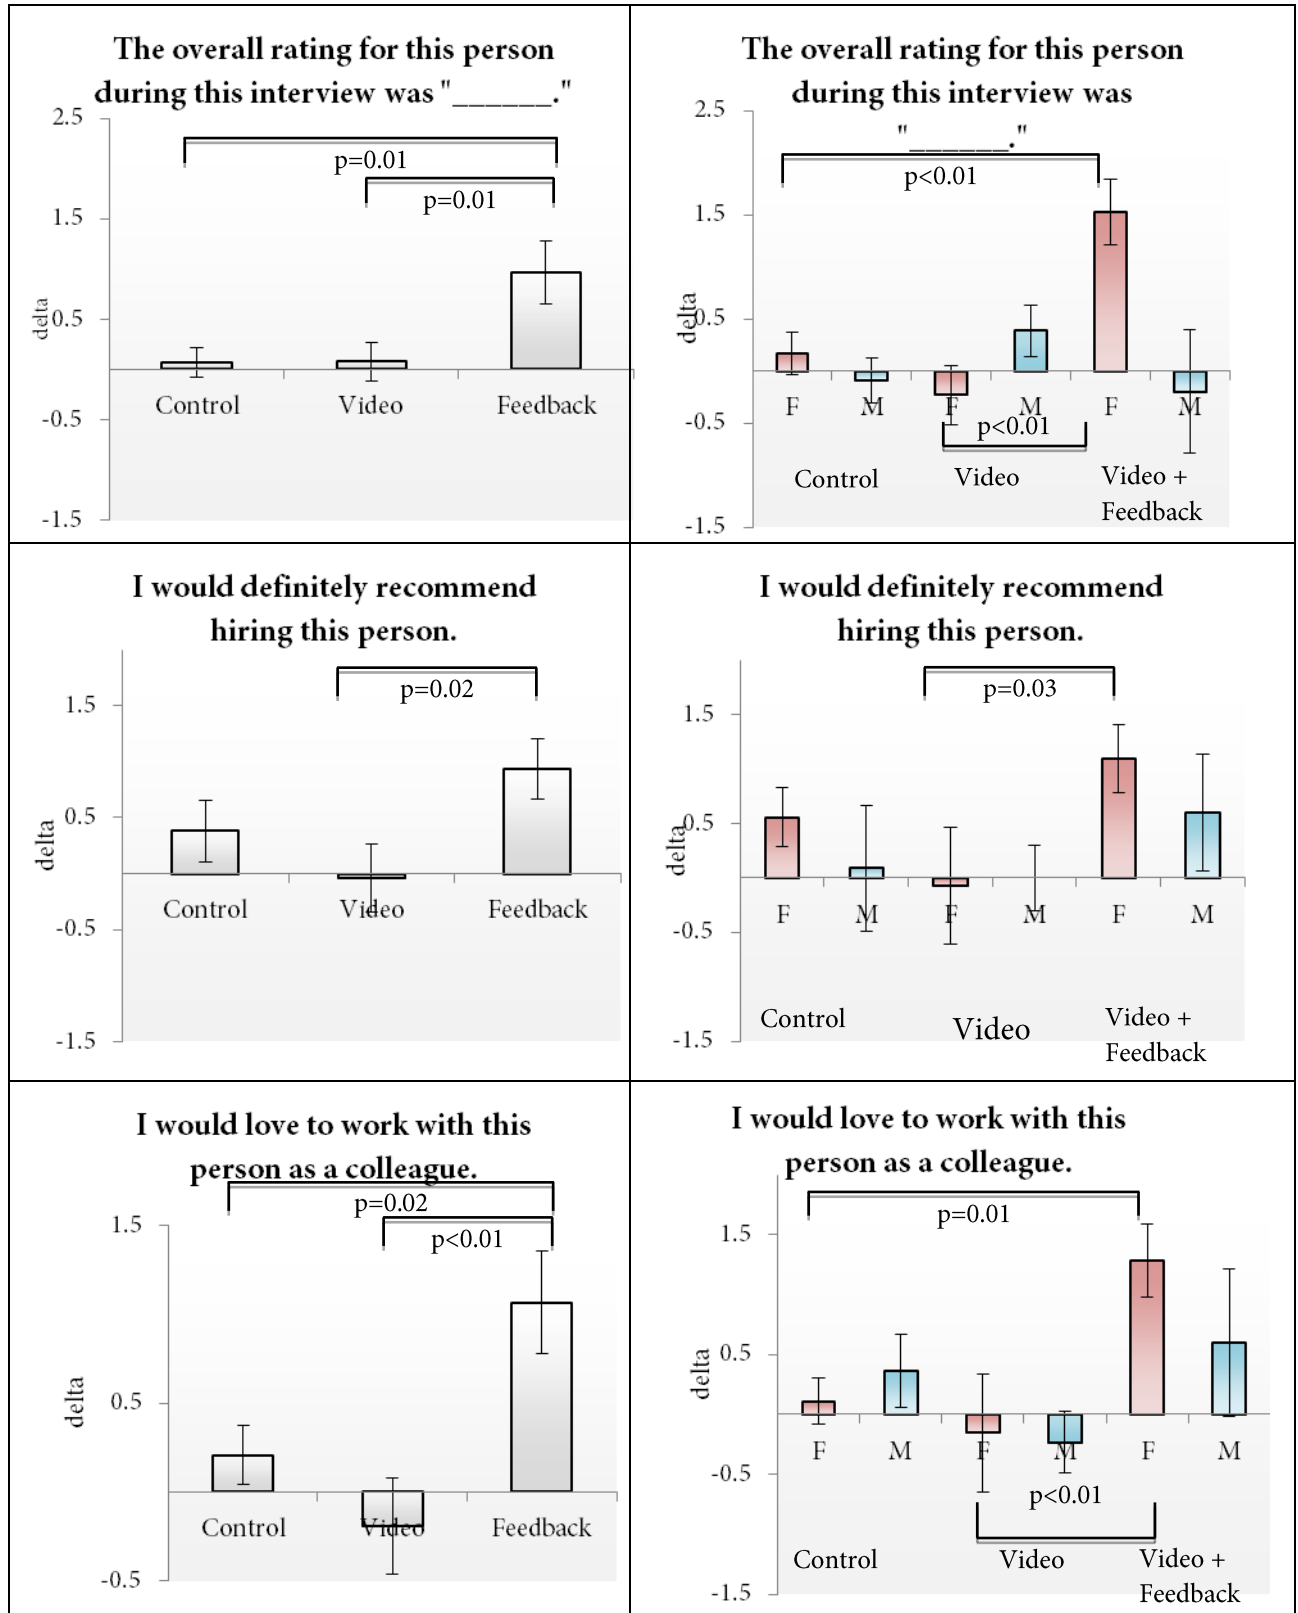 The overall rating for this person
during this interview was "______."
2.5
p=0.01
p=0.01
1.5
delta
0.5
Control Video Feedback
-0.5
-1.5
The overall rating for this person
during this interview was
2.5
"______."
p<0.01
1.5
delta
0.5
F M F M F M
-0.5
p<0.01
Control Video Video +
Feedback
-1.5
I would definitely recommend
hiring this person.
p=0.02
1.5
0.5
delta
Control Video Feedback
-0.5
-1.5
I would definitely recommend
hiring this person.
p=0.03
1.5
0.5
delta
F M F M F M
-0.5
Control Video Video +
Feedback
-1.5
I would love to work with this
person as a colleague.
p=0.02
1.5
p<0.01
delta
0.5
Control Video Feedback
-0.5
I would love to work with this
person as a colleague.
p=0.01
1.5
0.5
delta
F M F M F M
-0.5
p<0.01
Control Video Video +
Feedback
-1.5